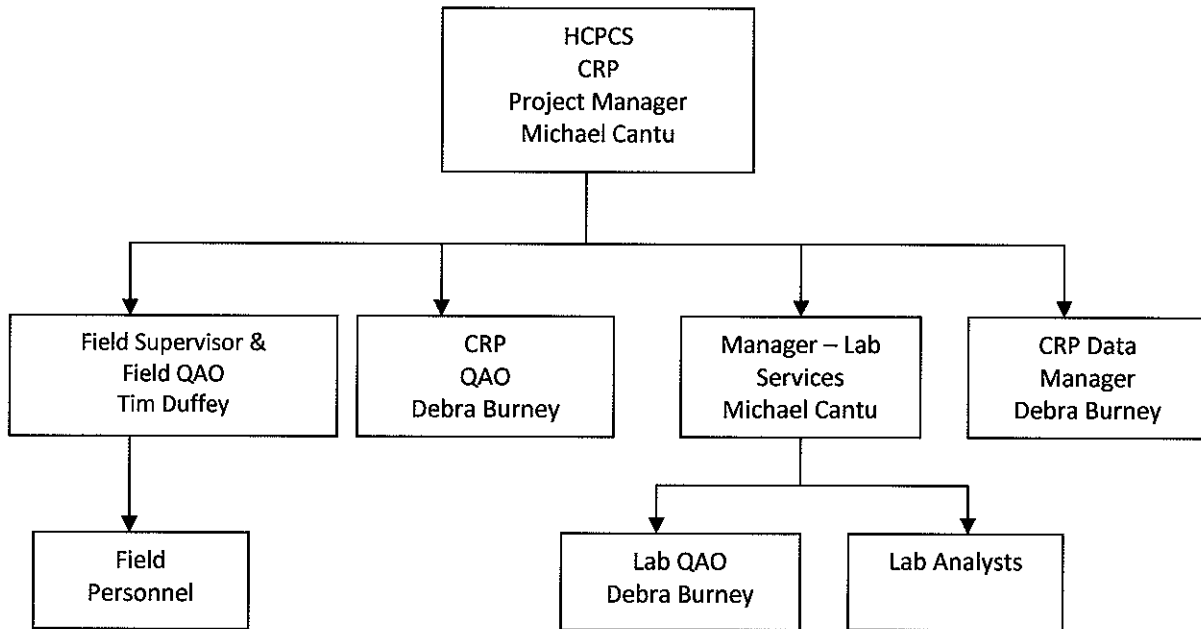 HCPCS
CRP
Project Manager
Michael Cantu
Field Supervisor &
Field QAO
Tim Duffey
CRP
QAO
Debra Burney
Manager – Lab
Services
Michael Cantu
CRP Data
Manager
Debra Burney
Field
Personnel
Lab QAO
Debra Burney
Lab Analysts